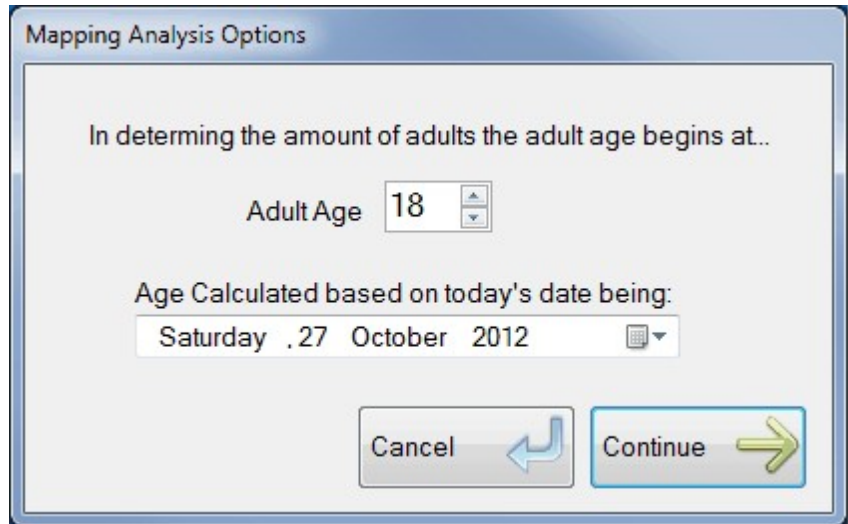 Mapping Analysis Options
In determing the amount of adults the adult age begins at...
Adult Age 18
Age Calculated based on today's date being:
Saturday , 27 October 2012
Cancel Continue